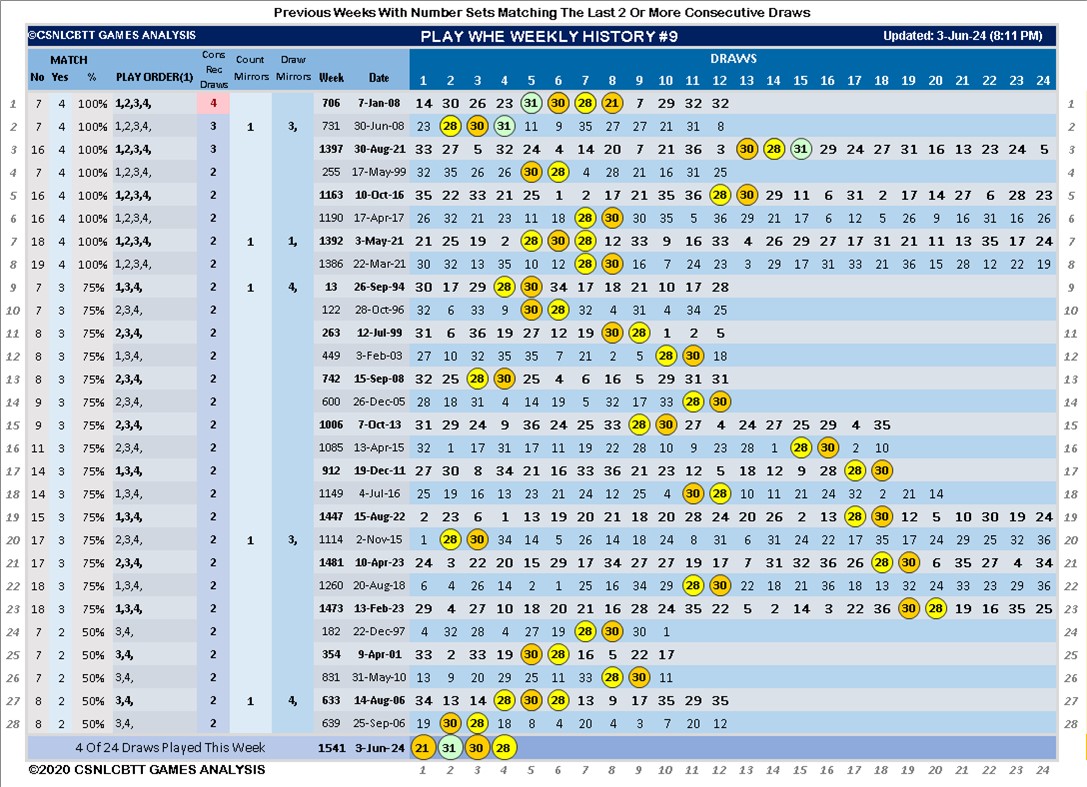 Previous Weeks With Number Sets Matching The Last 2 Or More Consecutive Draws
©CSNLCBTT GAMES ANALYSIS PLAY WHE WEEKLY HISTORY #9 Updated: 3-Jun-24 (8:11 PM)
MATCH Cons Rec Draws Count Mirrors Draw Mirrors DRAWS
No Yes % PLAY ORDER(1) Week Date 1 2 3 4 5 6 7 8 9 10 11 12 13 14 15 16 17 18 19 20 21 22 23 24
1 7 4 100% 1,2,3,4, 4 706 7-Jan-08 14 30 26 23 31 30 28 21 7 29 32 32 1
2 7 4 100% 1,2,3,4, 3 1 3, 731 30-Jun-08 23 28 30 31 11 9 35 27 27 21 31 8 2
3 16 4 100% 1,2,3,4, 3 1397 30-Aug-21 33 27 5 32 24 4 14 20 7 21 36 3 30 28 31 29 24 27 31 16 13 23 24 5 3
4 7 4 100% 1,2,3,4, 2 255 17-May-99 32 35 26 26 30 28 4 28 21 16 31 25 4
5 16 4 100% 1,2,3,4, 2 1163 10-Oct-16 35 22 33 21 25 1 2 17 21 35 36 28 30 29 11 6 31 2 17 14 27 6 28 23 5
6 16 4 100% 1,2,3,4, 2 1190 17-Apr-17 26 32 21 23 11 18 28 30 30 35 5 36 29 21 17 6 12 5 26 9 16 31 16 26 6
7 18 4 100% 1,2,3,4, 2 1 1, 1392 3-May-21 21 25 19 2 28 30 28 12 33 9 16 33 4 26 29 27 17 31 21 11 13 35 17 24 7
8 19 4 100% 1,2,3,4, 2 1386 22-Mar-21 30 32 13 35 10 12 28 30 16 7 24 23 3 29 17 31 33 21 36 15 28 12 22 19 8
9 7 3 75% 1,3,4, 2 1 4, 13 26-Sep-94 30 17 29 28 30 34 17 18 21 10 17 28 9
10 7 3 75% 2,3,4, 2 122 28-Oct-96 32 6 33 9 30 28 32 4 31 4 34 25 10
11 8 3 75% 2,3,4, 2 263 12-Jul-99 31 6 36 19 27 12 19 30 28 1 2 5 11
12 8 3 75% 1,3,4, 2 449 3-Feb-03 27 10 32 35 35 7 21 2 5 28 30 18 12
13 8 3 75% 2,3,4, 2 742 15-Sep-08 32 25 28 30 25 4 6 16 5 29 31 31 13
14 9 3 75% 2,3,4, 2 600 26-Dec-05 28 18 31 4 14 19 5 32 17 33 28 30 14
15 9 3 75% 2,3,4, 2 1006 7-Oct-13 31 29 24 9 36 24 25 33 28 30 27 4 24 27 25 29 4 35 15
16 11 3 75% 2,3,4, 2 1085 13-Apr-15 32 1 17 31 17 11 19 22 28 10 9 23 28 1 28 30 2 10 16
17 14 3 75% 1,3,4, 2 912 19-Dec-11 27 30 8 34 21 16 33 36 21 23 12 5 18 12 9 28 28 30 17
18 14 3 75% 1,3,4, 2 1149 4-Jul-16 25 19 16 13 23 21 24 12 25 4 30 28 10 11 21 24 32 2 21 14 18
19 15 3 75% 1,3,4, 2 1447 15-Aug-22 2 23 6 1 13 19 20 21 18 20 28 24 20 26 2 13 28 30 12 5 10 30 19 24 19
20 17 3 75% 2,3,4, 2 1 3, 1114 2-Nov-15 1 28 30 34 14 5 26 14 18 24 8 31 6 31 24 22 17 35 17 24 29 25 32 36 20
21 17 3 75% 2,3,4, 2 1481 10-Apr-23 24 3 22 20 15 29 17 34 27 27 19 17 7 31 32 36 26 28 30 6 35 27 4 34 21
22 18 3 75% 1,3,4, 2 1260 20-Aug-18 6 4 26 14 2 1 25 16 34 29 28 30 22 18 17 21 36 18 13 32 24 33 23 29 36 22
23 18 3 75% 1,3,4, 2 1473 13-Feb-23 29 4 27 10 18 20 21 16 28 24 35 22 5 2 14 3 22 36 30 28 19 16 35 25 23
24 7 2 50% 3,4, 2 182 22-Dec-97 4 32 28 4 27 19 28 30 30 1 24
25 7 2 50% 3,4, 2 354 9-Apr-01 33 2 33 19 30 28 16 5 22 17 25
26 7 2 50% 3,4, 2 831 31-May-10 9 4 20 29 25 11 33 28 30 11 26
27 8 2 50% 3,4, 2 1 4, 633 14-Aug-06 34 13 14 28 30 28 13 9 17 35 29 35 27
28 8 2 50% 3,4, 2 639 25-Sep-06 19 30 28 18 8 4 20 4 3 7 20 12 28
4 Of 24 Draws Played This Week 1541 3-Jun-24 21 31 30 28
©2020 CSNLCBTT GAMES ANALYSIS 1 2 3 4 5 6 7 8 9 10 11 12 13 14 15 16 17 18 19 20 21 22 23 24